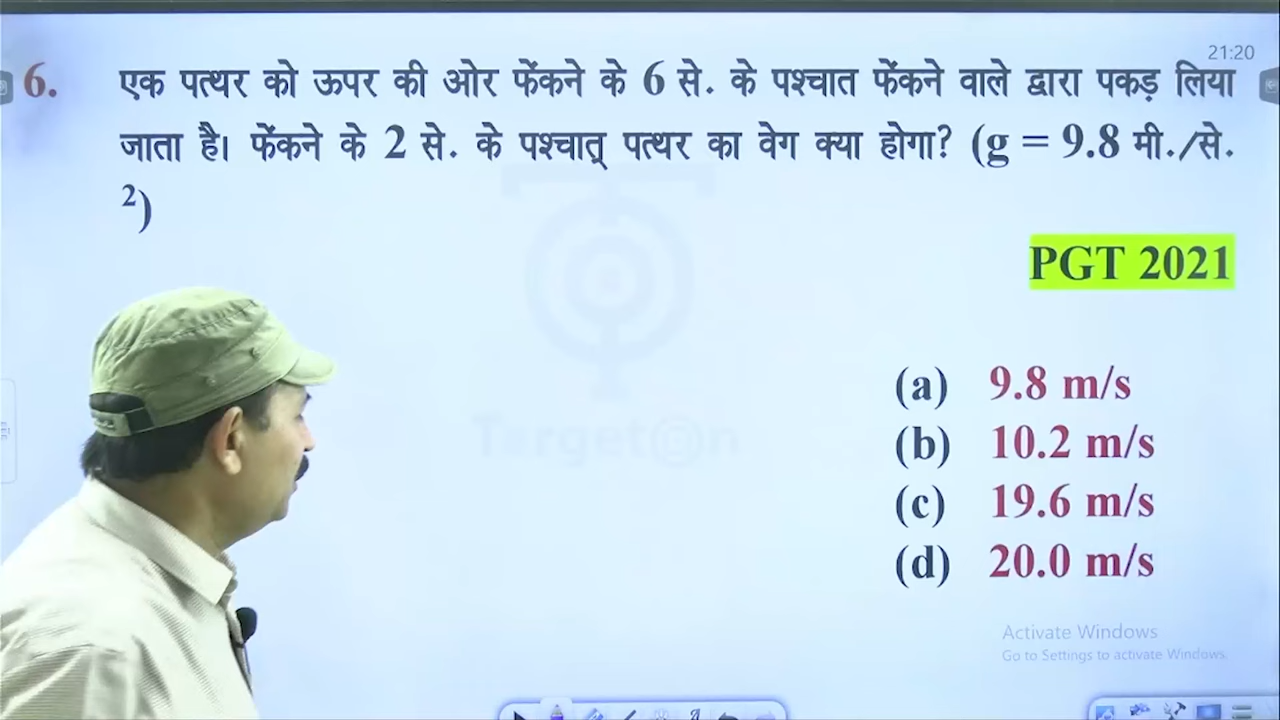 21:20
6. एक पत्थर को ऊपर की ओर फेंकने के 6 से. के पश्चात फेंकने वाले द्वारा पकड़ लिया
जाता है। फेंकने के 2 से. के पश्चात् पत्थर का वेग क्या होगा? (g = 9.8 मी./से.
²)
PGT 2021
Target@n
(a) 9.8 m/s
(b) 10.2 m/s
(c) 19.6 m/s
(d) 20.0 m/s
Activate Windows
Go to Settings to activate Windows.